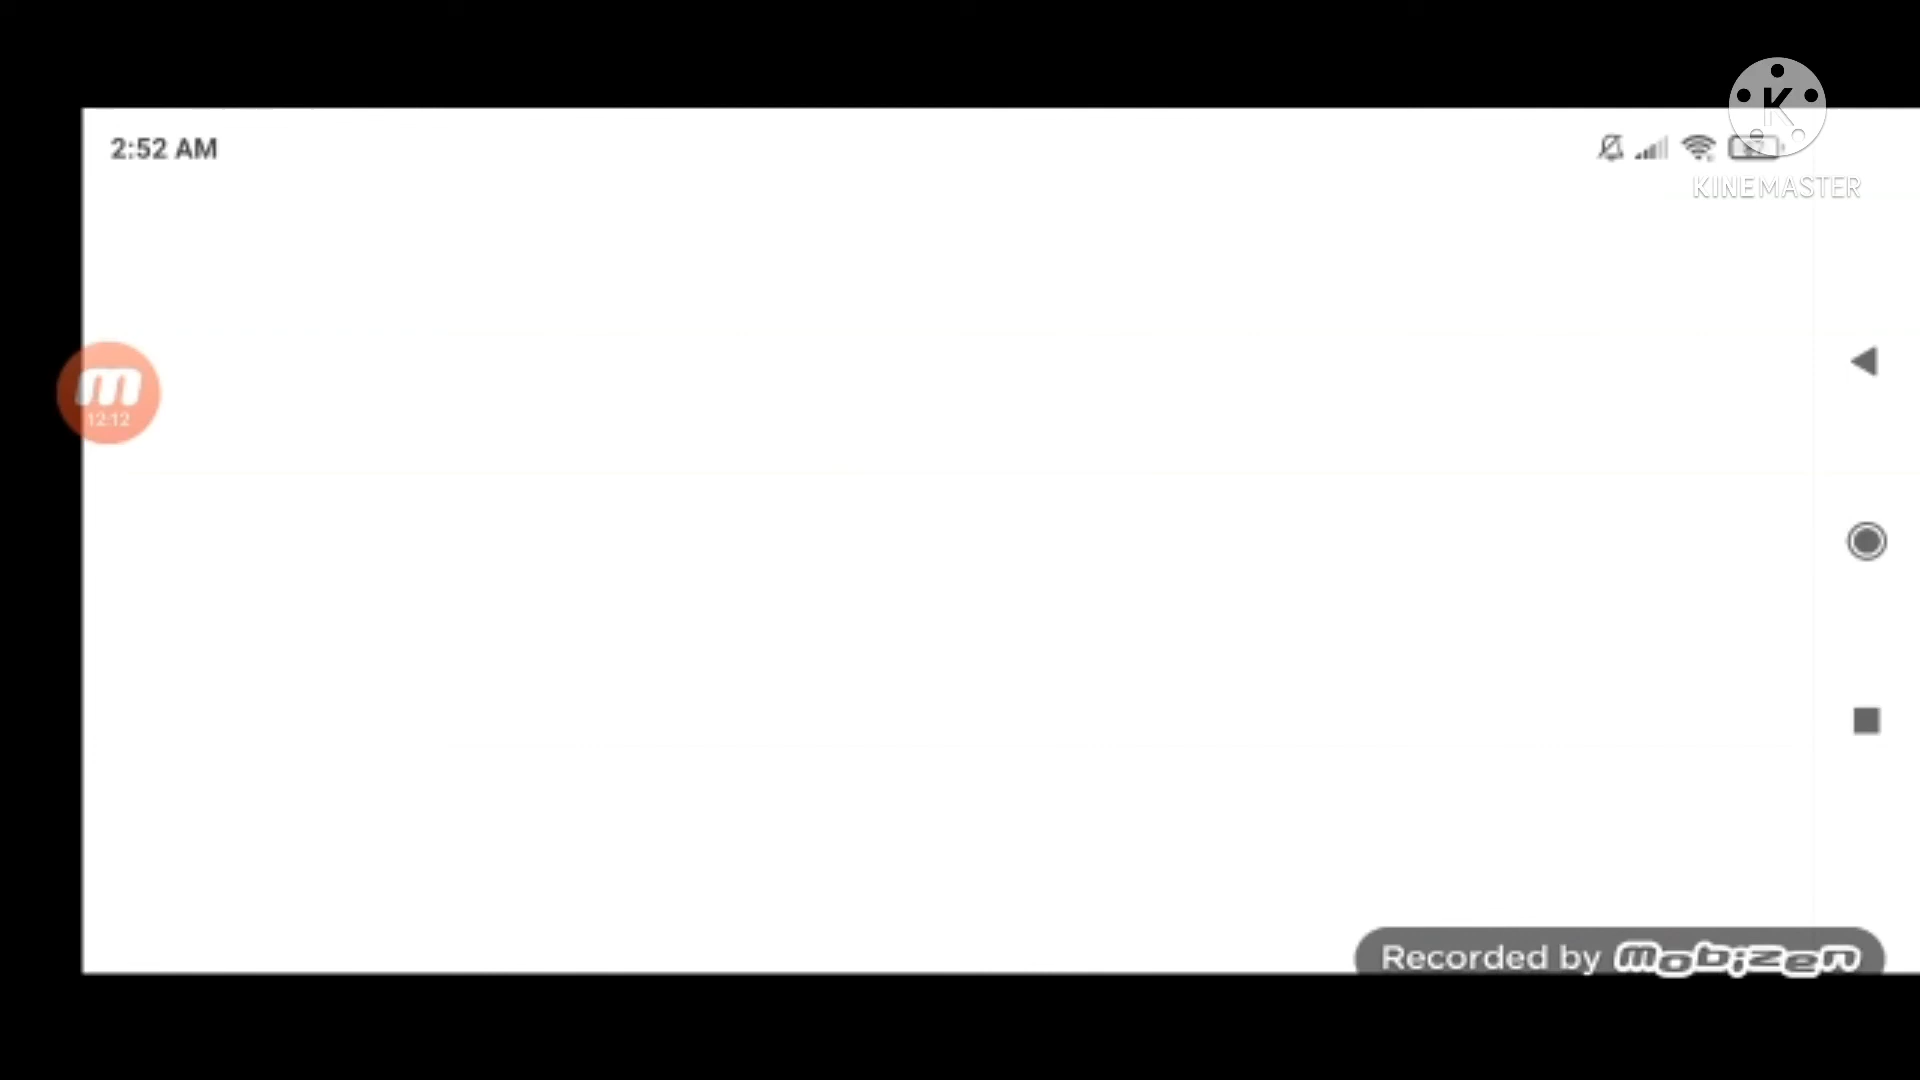 2:52 AM
K
KINEMASTER
m
12:12
Recorded by mobizen